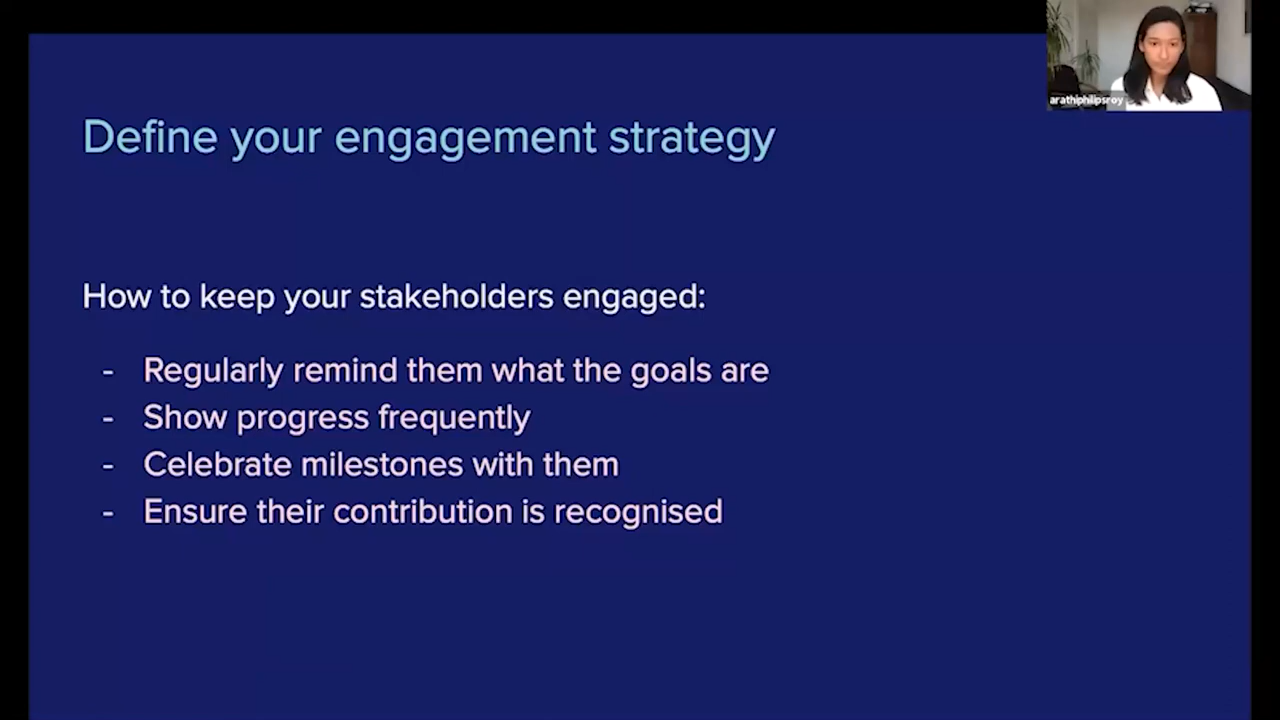 arathiphilipsroy
Define your engagement strategy
How to keep your stakeholders engaged:
- Regularly remind them what the goals are
- Show progress frequently
- Celebrate milestones with them
- Ensure their contribution is recognised